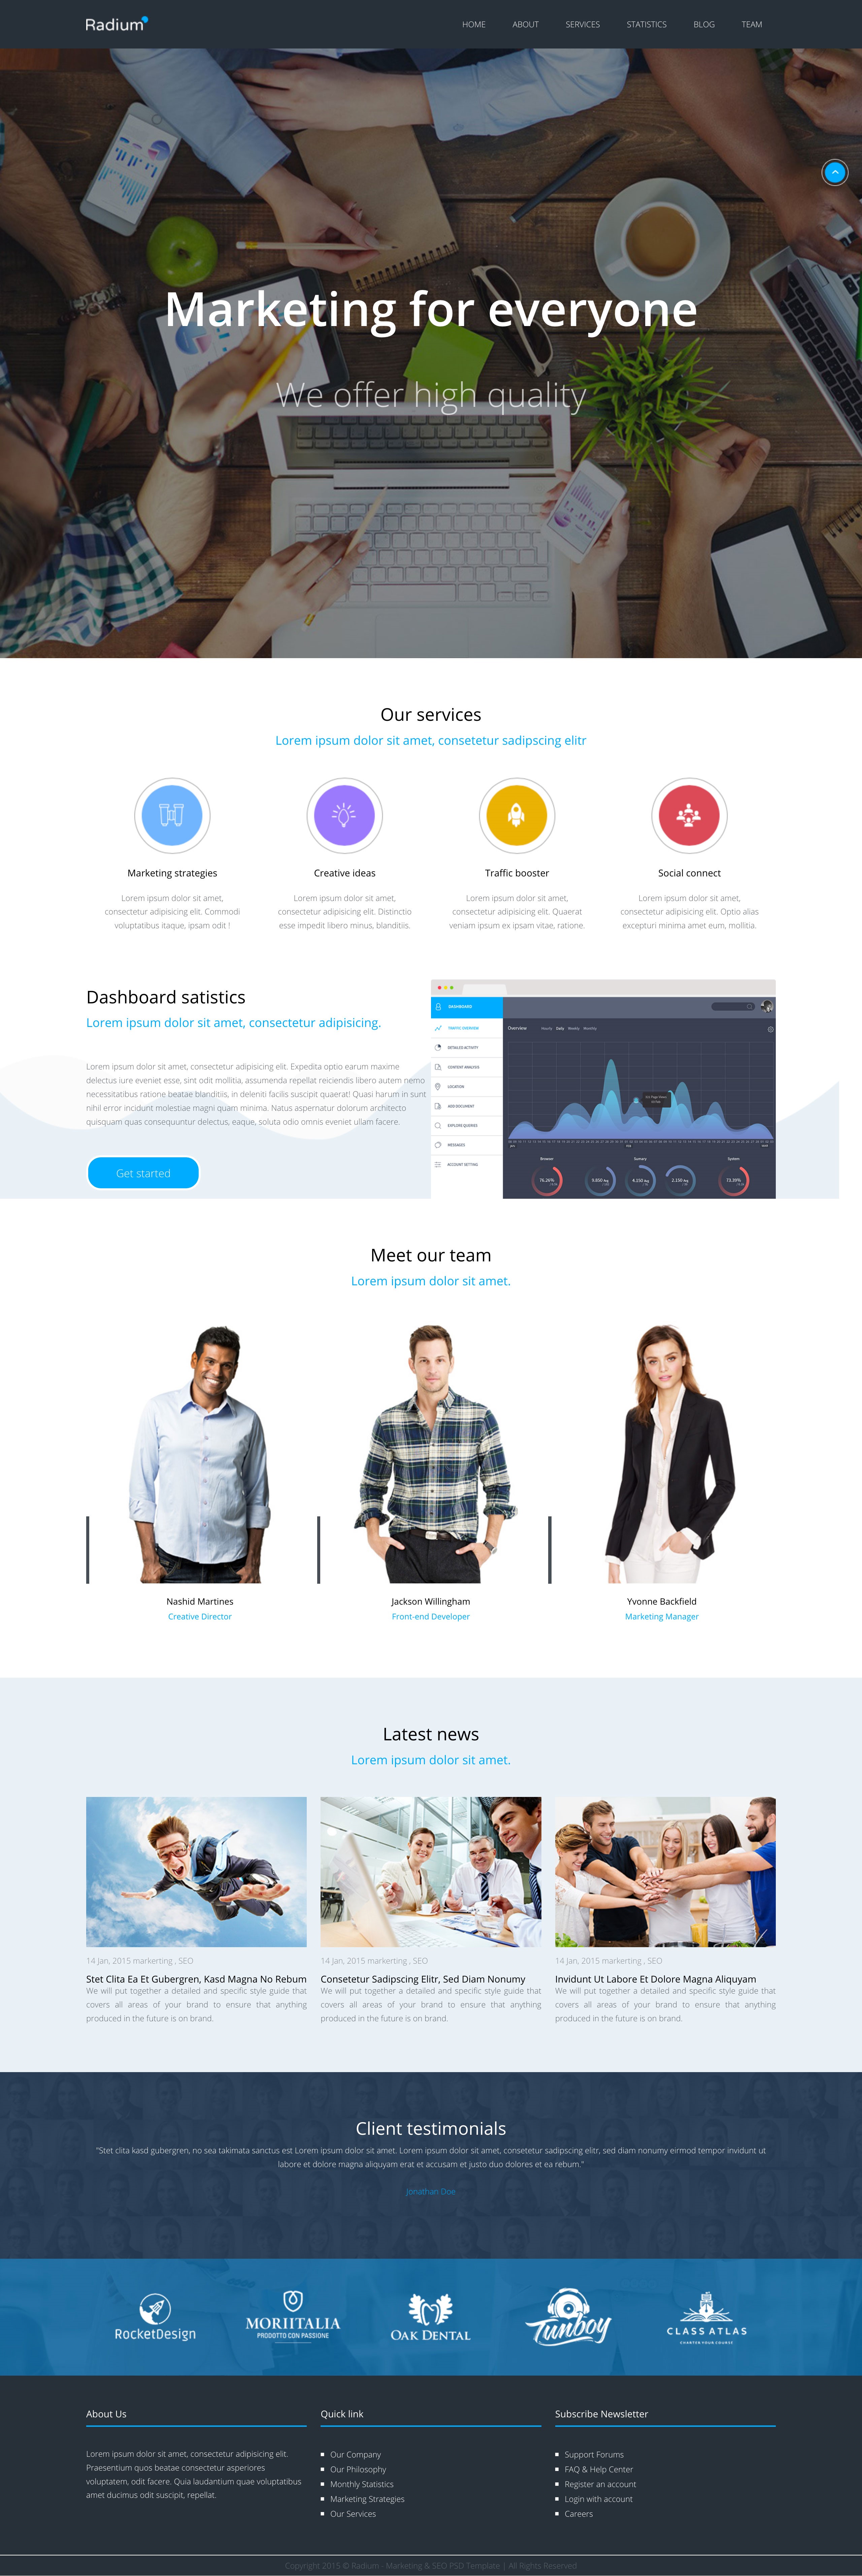 Radium
HOME ABOUT SERVICES STATISTICS BLOG TEAM
Marketing for everyone
We offer high quality
Our services
Lorem ipsum dolor sit amet, consetetur sadipscing elitr
Marketing strategies
Lorem ipsum dolor sit amet,
consectetur adipisicing elit. Commodi
voluptatibus itaque, ipsam odit !
Creative ideas
Lorem ipsum dolor sit amet,
consectetur adipisicing elit. Distinctio
esse impedit libero minus, blanditiis.
Traffic booster
Lorem ipsum dolor sit amet,
consectetur adipisicing elit. Quaerat
veniam ipsum ex ipsam vitae, ratione.
Social connect
Lorem ipsum dolor sit amet,
consectetur adipisicing elit. Optio alias
excepturi minima amet eum, mollitia.
Dashboard satistics
Lorem ipsum dolor sit amet, consectetur adipisicing.
Lorem ipsum dolor sit amet, consectetur adipisicing elit. Expedita optio earum maxime
delectus iure eveniet esse, sint odit mollitia, assumenda repellat reiciendis libero autem nemo
necessitatibus ratione beatae blanditiis, in deleniti facilis suscipit quaerat! Quasi harum in sunt
nihil error incidunt molestiae magni quam minima. Natus aspernatur dolorum architecto
quisquam quas consequuntur delectus, eaque, soluta odio omnis eveniet ullam facere.
Get started
DASHBOARD
TRAFFIC OVERVIEW
DETAILED ACTIVITY
CONTENT ANALYSIS
LOCATION
ADD DOCUMENT
EXPLORE QUERIES
MESSAGES
ACCOUNT SETTING
Overview Hourly Daily Weekly Monthly
Browser Sumary System
76,26% 9.850 Avg 4,150 Avg 2,150 Avg 73,39%
Meet our team
Lorem ipsum dolor sit amet.
Nashid Martines
Creative Director
Jackson Willingham
Front-end Developer
Yvonne Backfield
Marketing Manager
Latest news
Lorem ipsum dolor sit amet.
14 Jan, 2015 markerting , SEO
Stet Clita Ea Et Gubergren, Kasd Magna No Rebum
We will put together a detailed and specific style guide that
covers all areas of your brand to ensure that anything
produced in the future is on brand.
14 Jan, 2015 markerting , SEO
Consetetur Sadipscing Elitr, Sed Diam Nonumy
We will put together a detailed and specific style guide that
covers all areas of your brand to ensure that anything
produced in the future is on brand.
14 Jan, 2015 markerting , SEO
Invidunt Ut Labore Et Dolore Magna Aliquyam
We will put together a detailed and specific style guide that
covers all areas of your brand to ensure that anything
produced in the future is on brand.
Client testimonials
"Stet clita kasd gubergren, no sea takimata sanctus est Lorem ipsum dolor sit amet. Lorem ipsum dolor sit amet, consetetur sadipscing elitr, sed diam nonumy eirmod tempor invidunt ut
labore et dolore magna aliquyam erat et accusam et justo duo dolores et ea rebum."
Jonathan Doe
RocketDesign
MORIITALIA
PRODOTTO CON PASSIONE
OAK DENTAL
Tunboy
CLASS ATLAS
CHARTER YOUR COURSE
About Us
Lorem ipsum dolor sit amet, consectetur adipisicing elit.
Praesentium quos beatae consectetur asperiores
voluptatem, odit facere. Quia laudantium quae voluptatibus
amet ducimus odit suscipit, repellat.
Quick link
Our Company
Our Philosophy
Monthly Statistics
Marketing Strategies
Our Services
Subscribe Newsletter
Support Forums
FAQ & Help Center
Register an account
Login with account
Careers
Copyright 2015 © Radium - Marketing & SEO PSD Template | All Rights Reserved